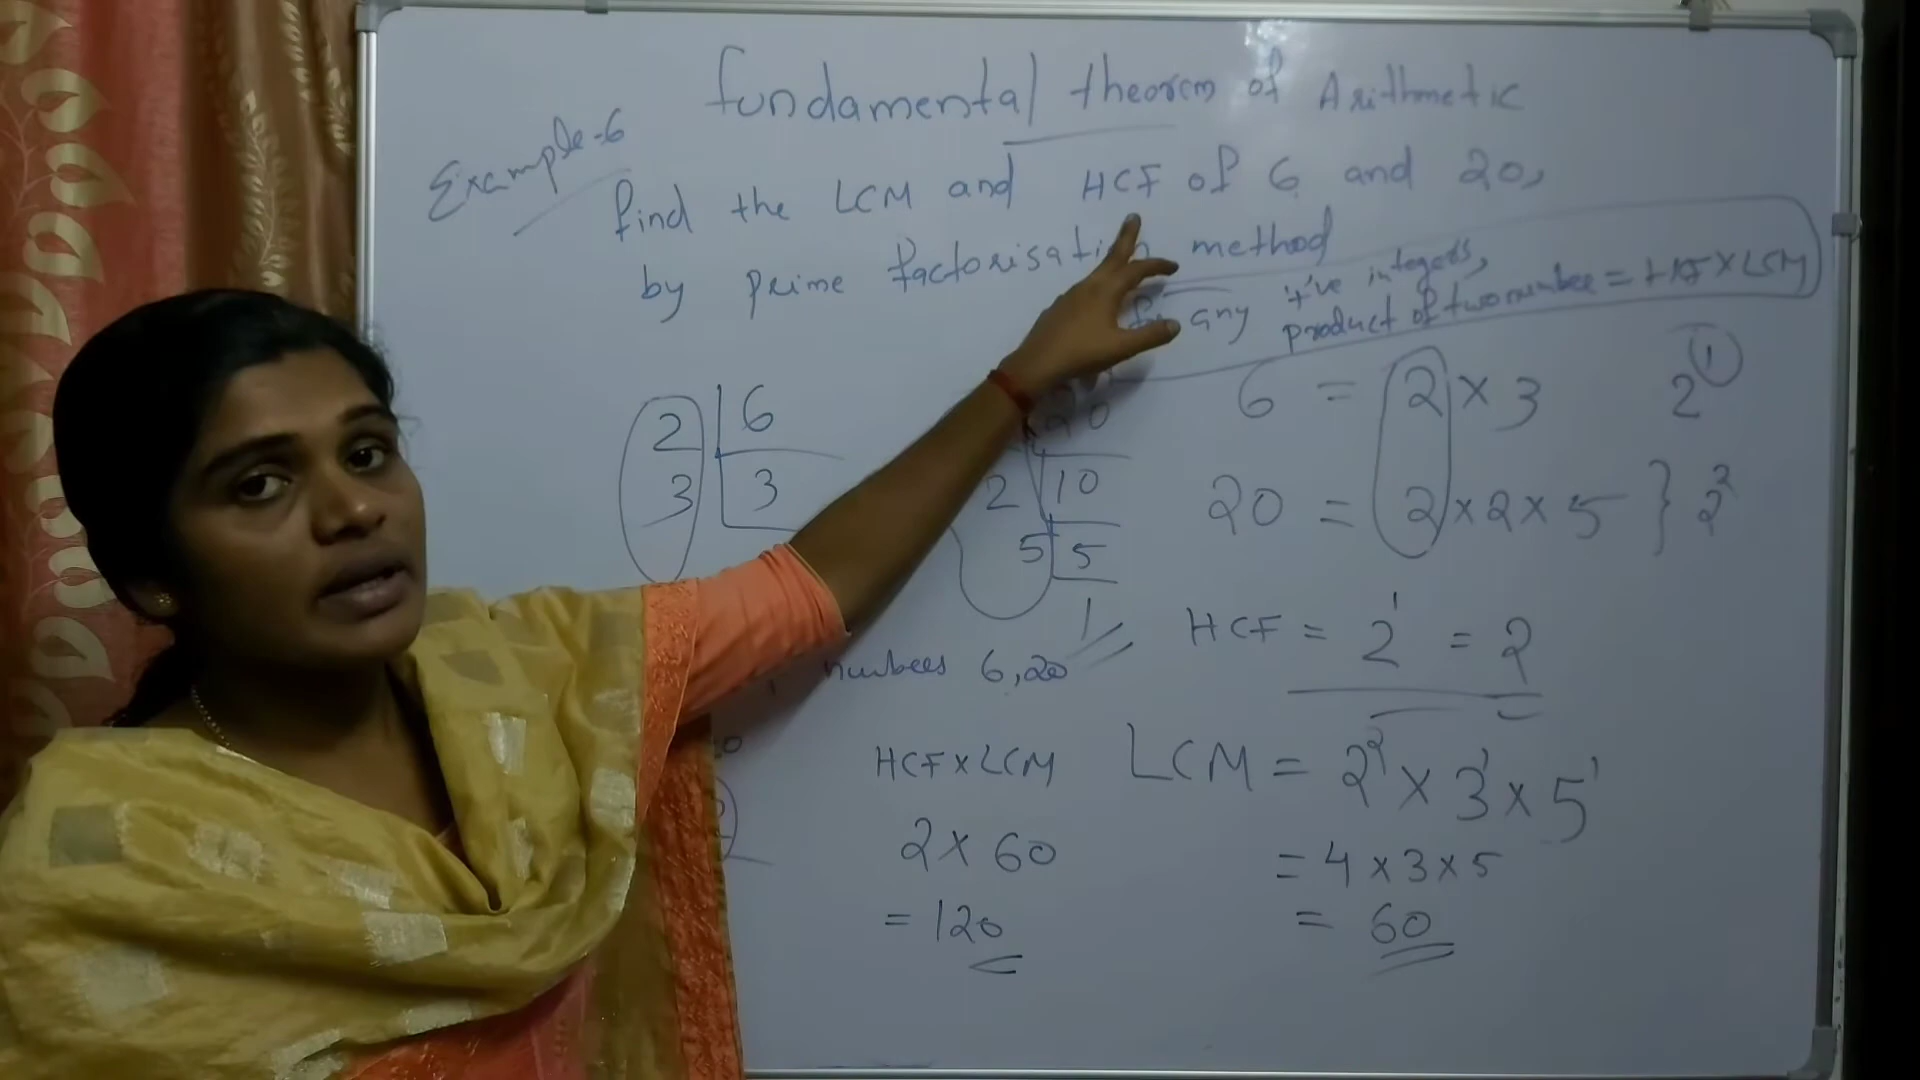 fundamental theorem of Arithmetic
Example-6
find the LCM and HCF of 6 and 20,
by prime factorisation method
any +'ve integers,
product of two number = HCF × LCM
2 | 6
3 | 3
20
2 | 10
5 | 5
1
6 = 2 × 3
2¹
20 = 2 × 2 × 5 } 2²
HCF = 2¹ = 2
numbers 6,20
HCF × LCM
2 × 60
= 120
LCM = 2² × 3¹ × 5¹
= 4 × 3 × 5
= 60